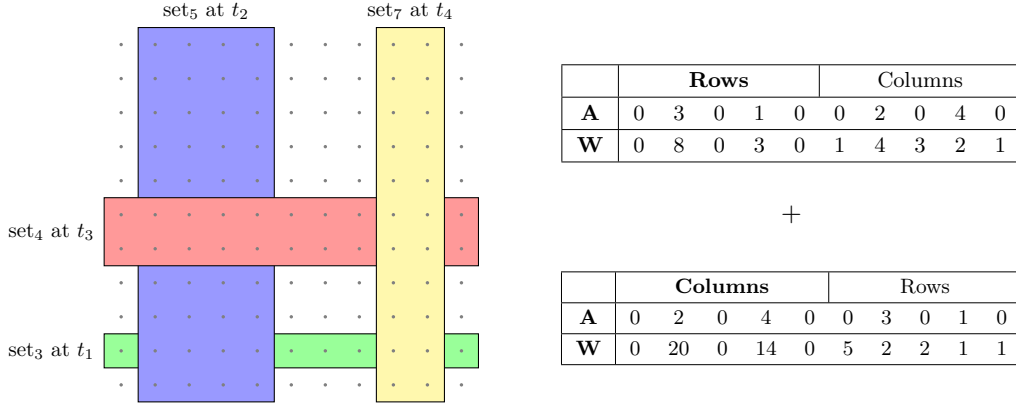 set₅ at t₂ set₇ at t₄
set₄ at t₃
set₃ at t₁
Rows Columns
A 0 3 0 1 0 0 2 0 4 0
W 0 8 0 3 0 1 4 3 2 1
+
Columns Rows
A 0 2 0 4 0 0 3 0 1 0
W 0 20 0 14 0 5 2 2 1 1